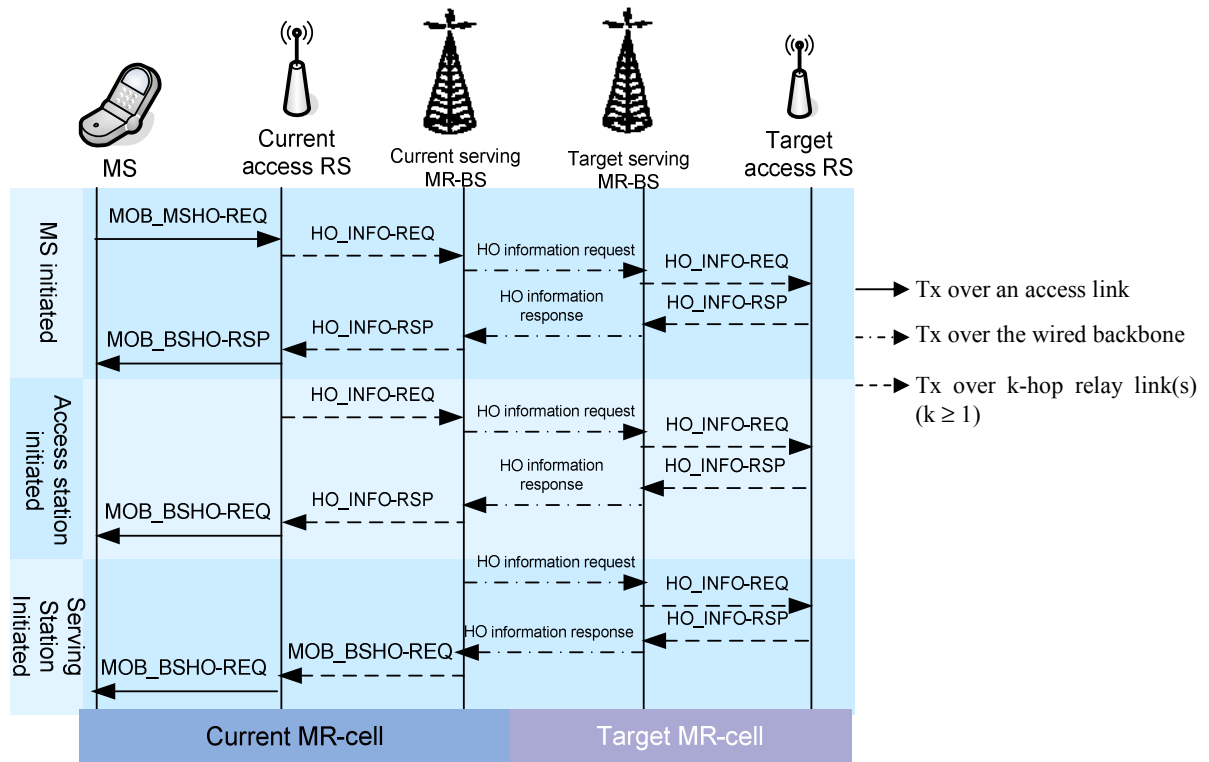 MS
Current
access RS
Current serving
MR-BS
Target serving
MR-BS
Target
access RS
MS initiated
MOB_MSHO-REQ
HO_INFO-REQ
HO information request
HO_INFO-REQ
HO_INFO-RSP
HO information
response
HO_INFO-RSP
MOB_BSHO-RSP
Access station
initiated
HO_INFO-REQ
HO information request
HO_INFO-REQ
HO_INFO-RSP
HO information
response
HO_INFO-RSP
MOB_BSHO-REQ
Serving
Station
Initiated
HO information request
HO_INFO-REQ
HO_INFO-RSP
HO information response
MOB_BSHO-REQ
MOB_BSHO-REQ
Current MR-cell
Target MR-cell
Tx over an access link
Tx over the wired backbone
Tx over k-hop relay link(s)
(k ≥ 1)